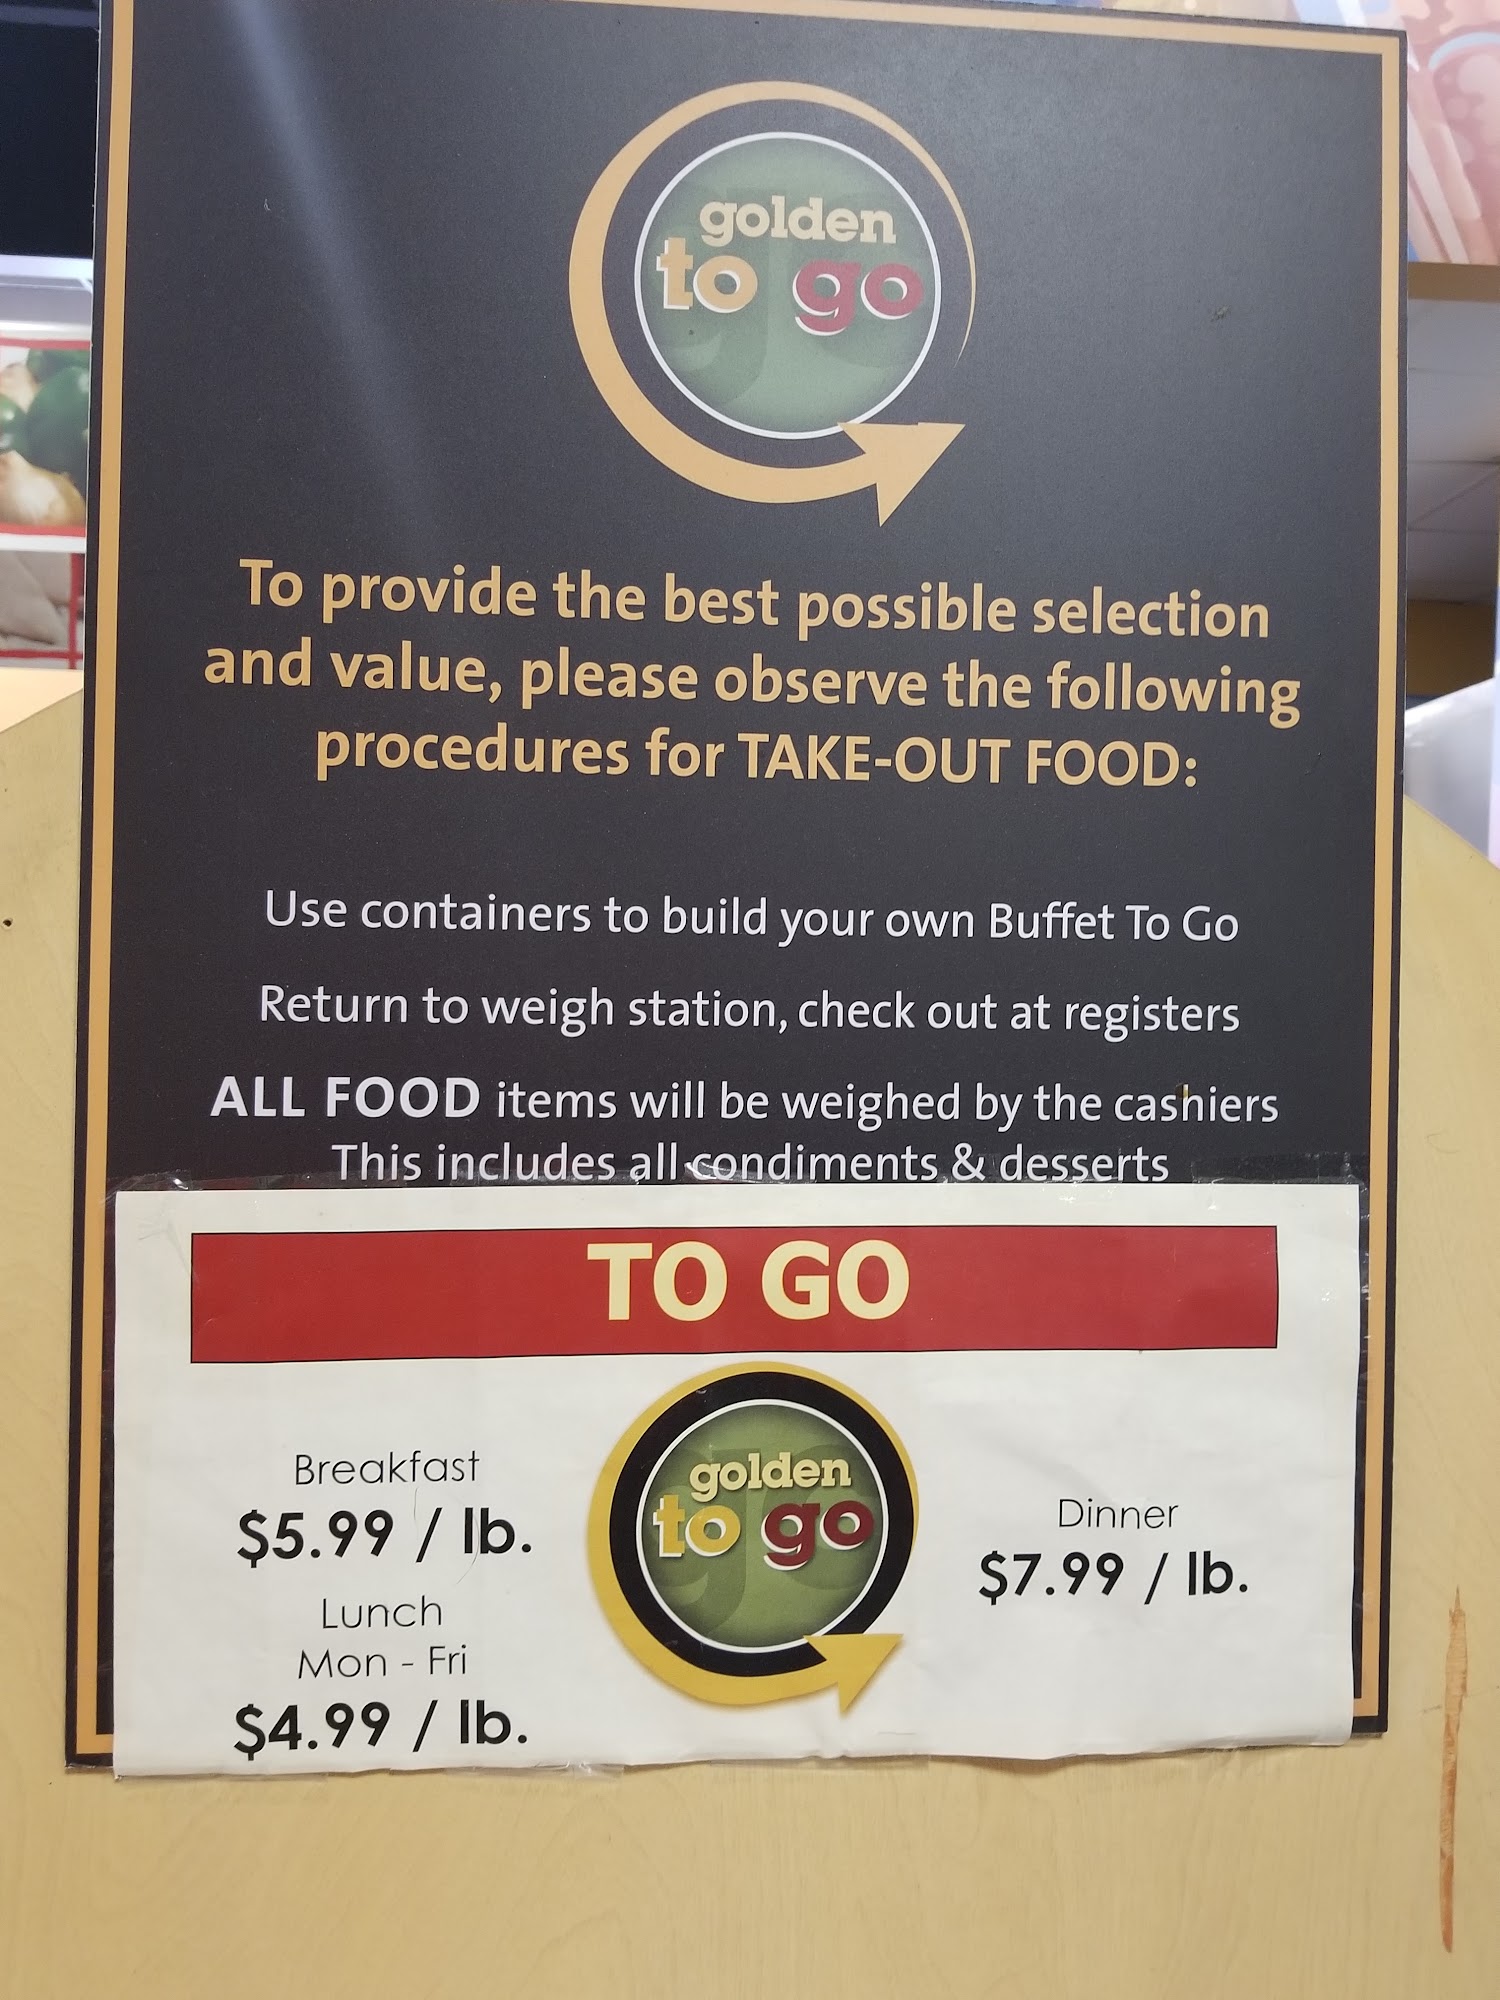 golden
to go
To provide the best possible selection
and value, please observe the following
procedures for TAKE-OUT FOOD:
Use containers to build your own Buffet To Go
Return to weigh station, check out at registers
ALL FOOD items will be weighed by the cashiers
This includes all condiments & desserts
TO GO
Breakfast
$5.99 / lb.
Lunch
Mon - Fri
$4.99 / lb.
golden
to go
Dinner
$7.99 / lb.